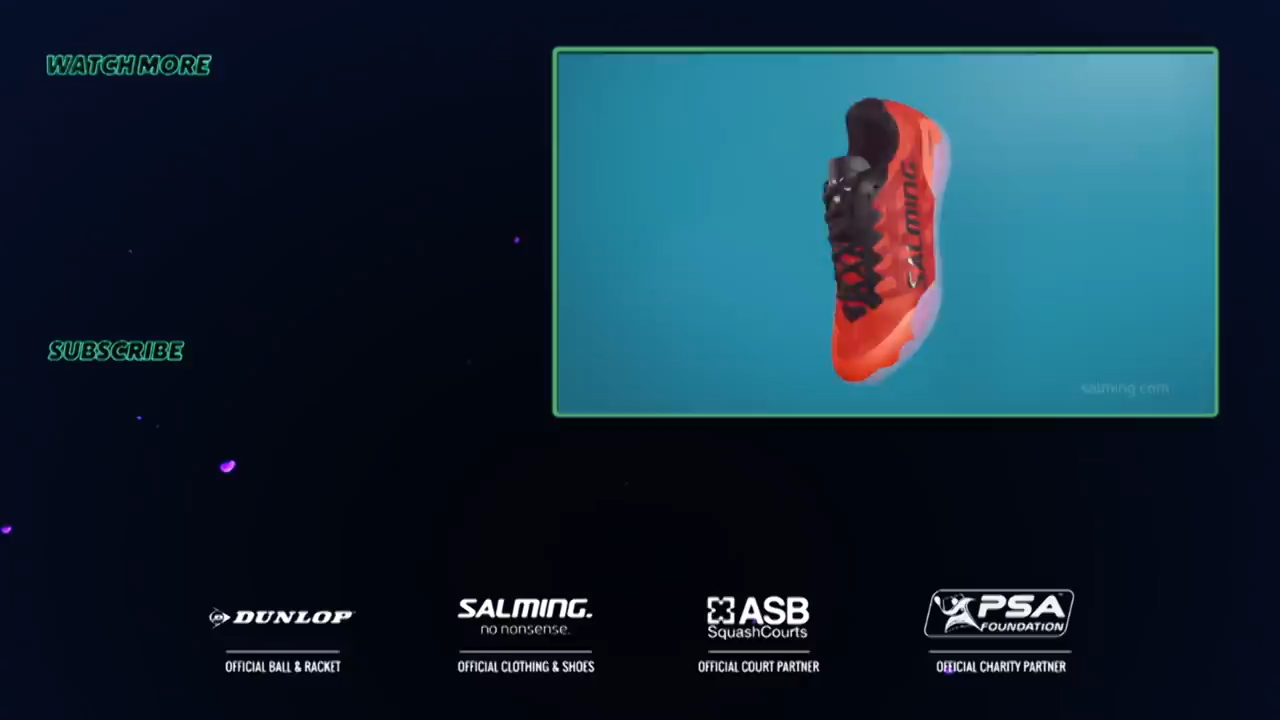 WATCH MORE
SALMING
salming.com
SUBSCRIBE
DUNLOP
OFFICIAL BALL & RACKET
SALMING.
no nonsense.
OFFICIAL CLOTHING & SHOES
ASB
SquashCourts
OFFICIAL COURT PARTNER
PSA
FOUNDATION
OFFICIAL CHARITY PARTNER